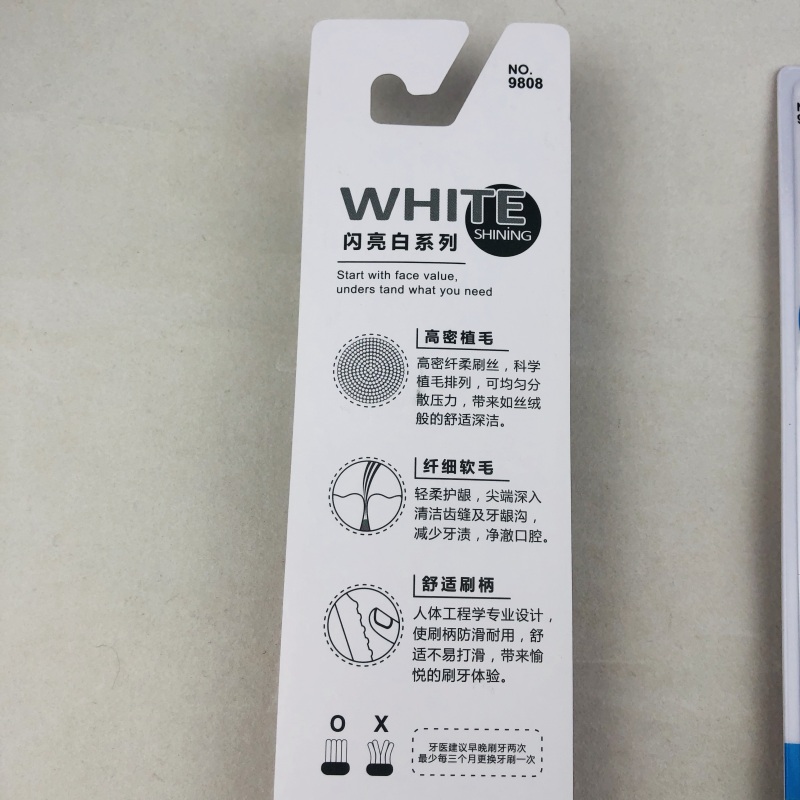 NO.
9808
WHITE
SHINING
闪亮白系列
Start with face value,
unders tand what you need
高密植毛
高密纤柔刷丝，科学
植毛排列，可均匀分
散压力，带来如丝绒
般的舒适深洁。
纤细软毛
轻柔护龈，尖端深入
清洁齿缝及牙龈沟，
减少牙渍，净澈口腔。
舒适刷柄
人体工程学专业设计，
使刷柄防滑耐用，舒
适不易打滑，带来愉
悦的刷牙体验。
O X
牙医建议早晚刷牙两次
最少每三个月更换牙刷一次